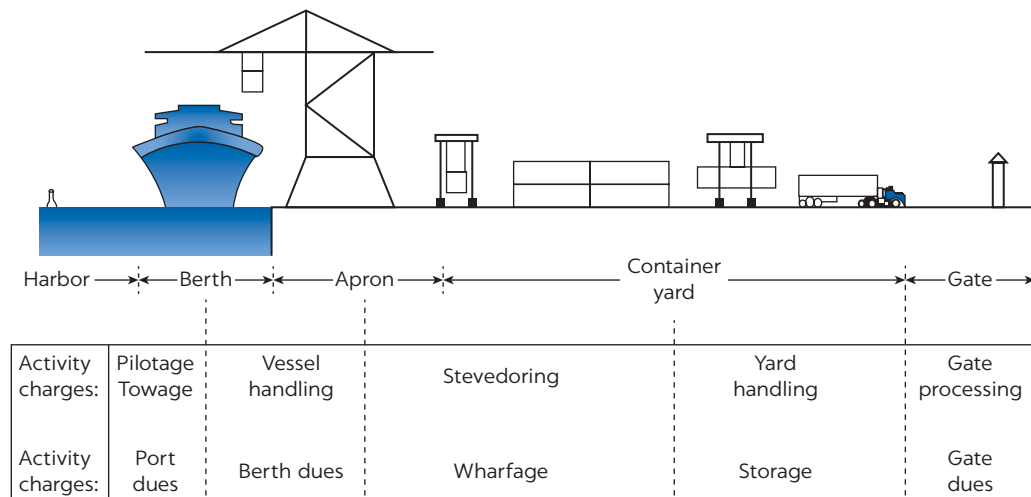 Harbor
Berth
Apron
Container
yard
Gate
Activity
charges:
Pilotage
Towage
Vessel
handling
Stevedoring
Yard
handling
Gate
processing
Activity
charges:
Port
dues
Berth dues
Wharfage
Storage
Gate
dues